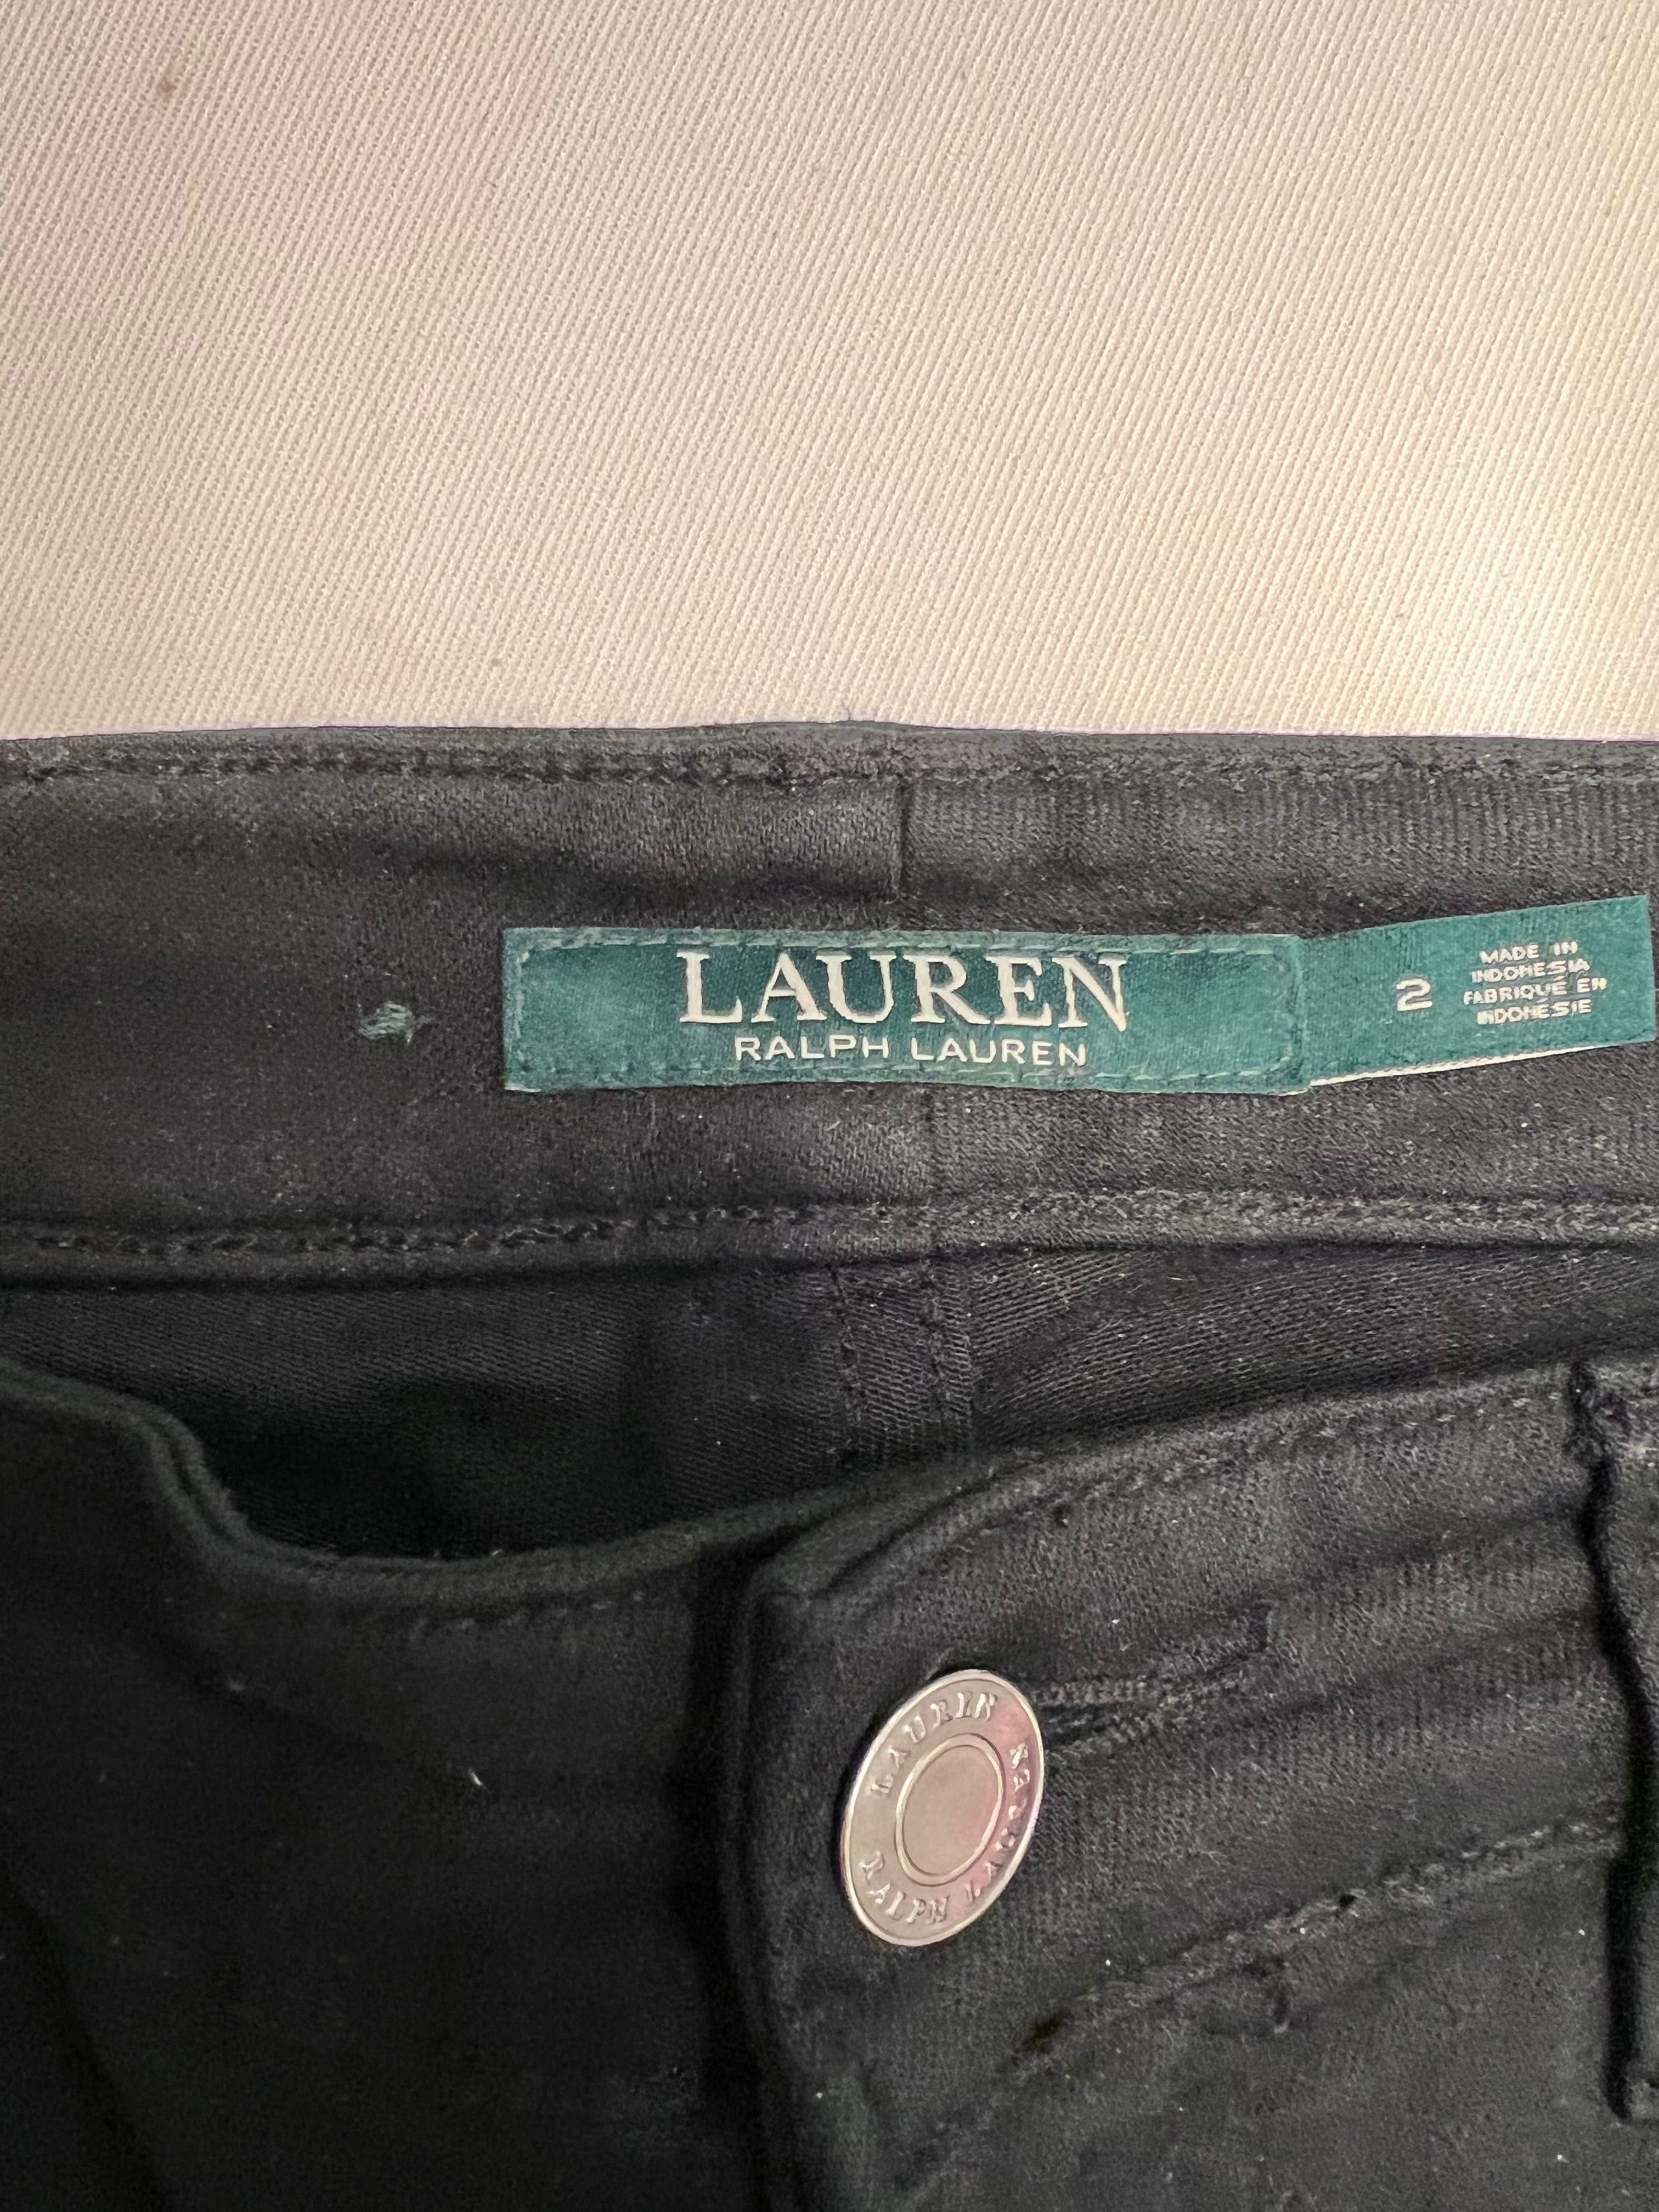 LAUREN
RALPH LAUREN
2
MADE IN
INDONESIA
FABRIQUÉ EN
INDONÉSIE
LAUREN
RALPH LAUREN